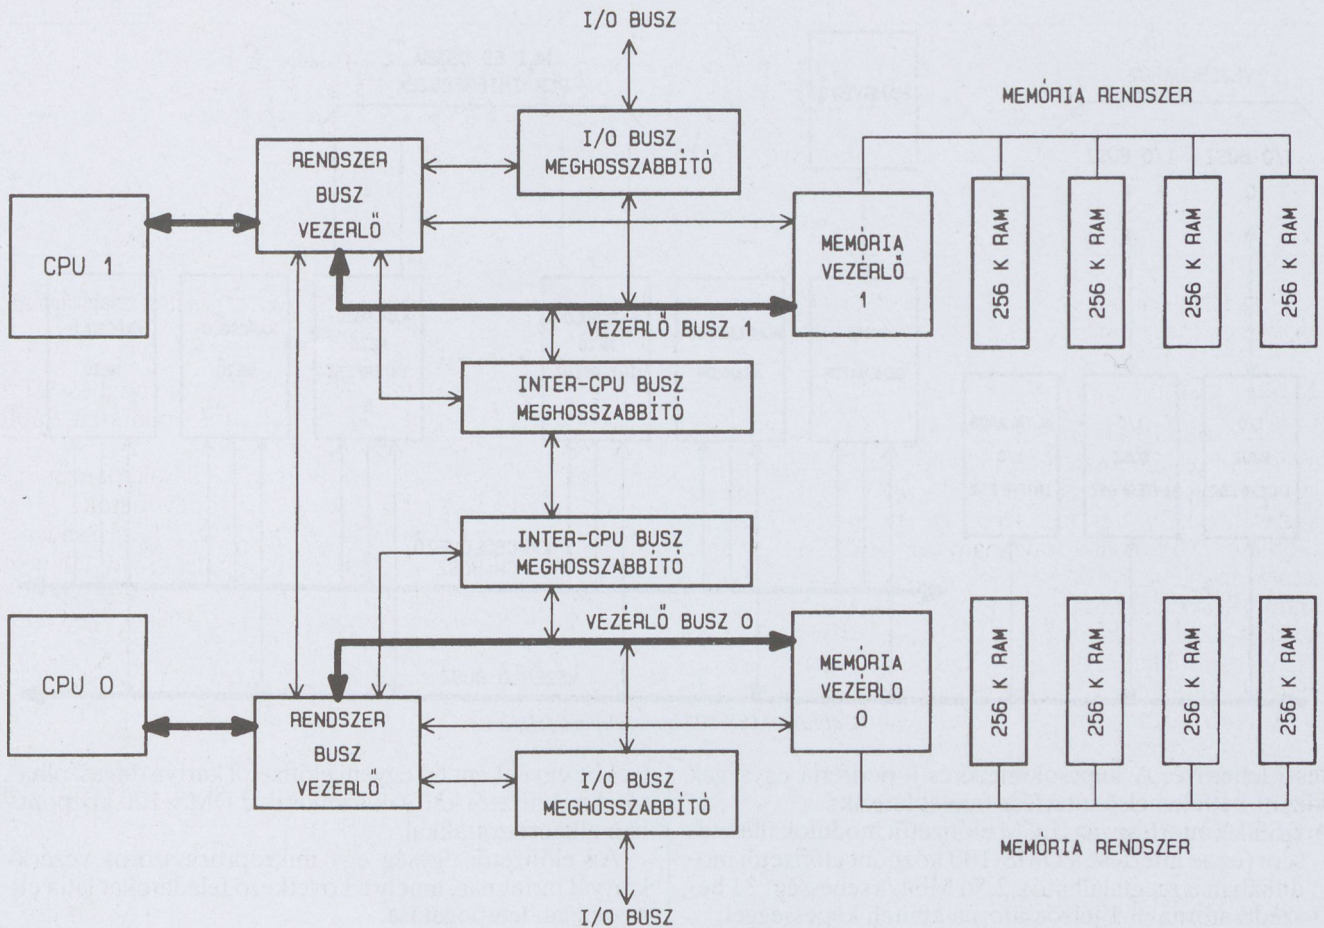 I/O BUSZ
MEMÓRIA RENDSZER
I/O BUSZ
MEGHOSSZABBÍTÓ
RENDSZER
BUSZ
VEZERLŐ
CPU 1
MEMÓRIA
VEZÉRLŐ
1
256 K RAM
256 K RAM
256 K RAM
256 K RAM
VEZÉRLŐ BUSZ 1
INTER-CPU BUSZ
MEGHOSSZABBÍTÓ
INTER-CPU BUSZ
MEGHOSSZABBÍTÓ
VEZÉRLŐ BUSZ 0
CPU 0
MEMÓRIA
VEZÉRLŐ
0
256 K RAM
256 K RAM
256 K RAM
256 K RAM
RENDSZER
BUSZ
VEZÉRLŐ
I/O BUSZ
MEGHOSSZABBÍTÓ
MEMÓRIA RENDSZER
I/O BUSZ